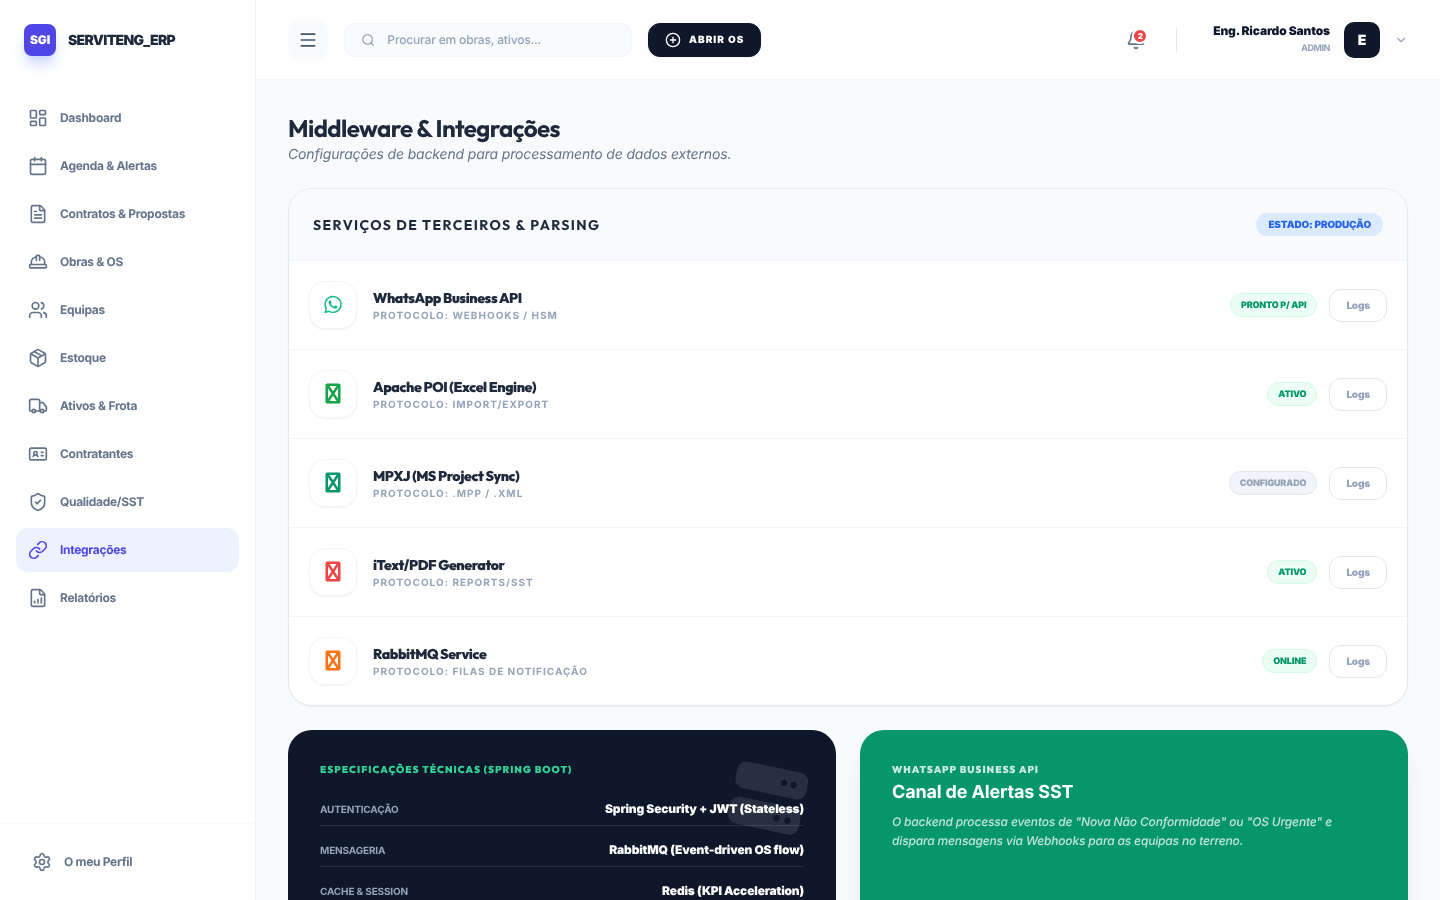 SGI SERVITENG_ERP
Procurar em obras, ativos...
ABRIR OS
2
Eng. Ricardo Santos
ADMIN
E
Dashboard
Agenda & Alertas
Contratos & Propostas
Obras & OS
Equipas
Estoque
Ativos & Frota
Contratantes
Qualidade/SST
Integrações
Relatórios
O meu Perfil
Middleware & Integrações
Configurações de backend para processamento de dados externos.
SERVIÇOS DE TERCEIROS & PARSING
ESTADO: PRODUÇÃO
WhatsApp Business API
PROTOCOLO: WEBHOOKS / HSM
PRONTO P/ API
Logs
Apache POI (Excel Engine)
PROTOCOLO: IMPORT/EXPORT
ATIVO
Logs
MPXJ (MS Project Sync)
PROTOCOLO: .MPP / .XML
CONFIGURADO
Logs
iText/PDF Generator
PROTOCOLO: REPORTS/SST
ATIVO
Logs
RabbitMQ Service
PROTOCOLO: FILAS DE NOTIFICAÇÃO
ONLINE
Logs
ESPECIFICAÇÕES TÉCNICAS (SPRING BOOT)
AUTENTICAÇÃO
Spring Security + JWT (Stateless)
MENSAGERIA
RabbitMQ (Event-driven OS flow)
CACHE & SESSION
Redis (KPI Acceleration)
WHATSAPP BUSINESS API
Canal de Alertas SST
O backend processa eventos de "Nova Não Conformidade" ou "OS Urgente" e
dispara mensagens via Webhooks para as equipas no terreno.